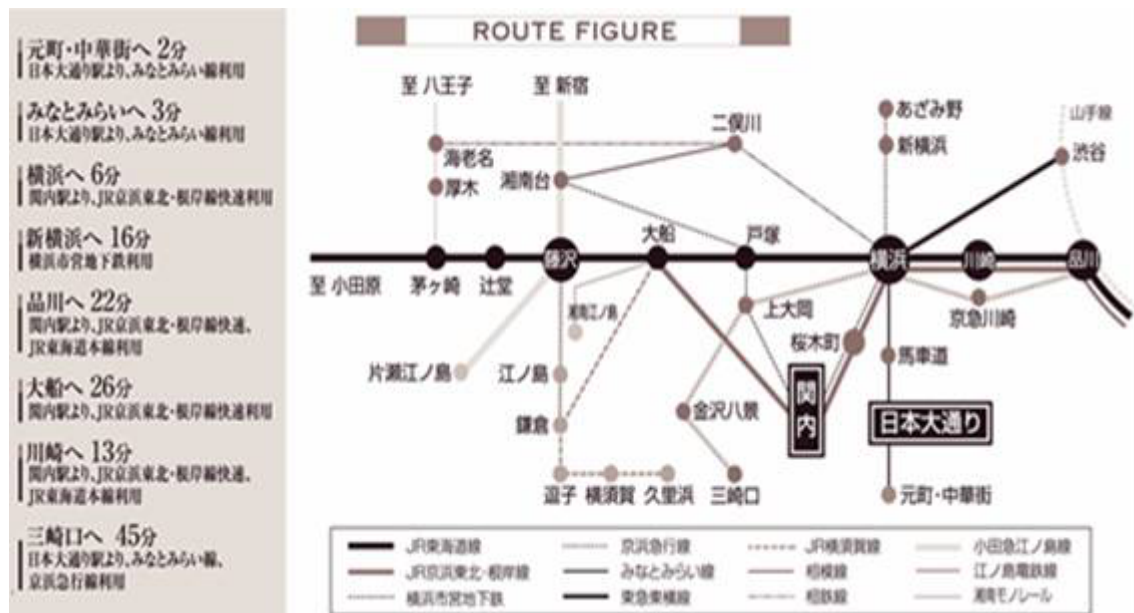 元町・中華街へ 2分
日本大通り駅より、みなとみらい線利用
みなとみらいへ 3分
日本大通り駅より、みなとみらい線利用
横浜へ 6分
関内駅より、JR京浜東北・根岸線快速利用
新横浜へ 16分
横浜市営地下鉄利用
品川へ 22分
関内駅より、JR京浜東北・根岸線快速、
JR東海道本線利用
大船へ 26分
関内駅より、JR京浜東北・根岸線快速利用
川崎へ 13分
関内駅より、JR京浜東北・根岸線快速、
JR東海道本線利用
三崎口へ 45分
日本大通り駅より、みなとみらい線、
京浜急行線利用
ROUTE FIGURE
至 八王子
至 新宿
海老名
厚木
湘南台
二俣川
あざみ野
新横浜
山手線
渋谷
至 小田原
茅ヶ崎
辻堂
藤沢
大船
戸塚
横浜
川崎
品川
湘南江ノ島
上大岡
京急川崎
片瀬江ノ島
江ノ島
桜木町
馬車道
鎌倉
金沢八景
関内
日本大通り
逗子
横須賀
久里浜
三崎口
元町・中華街
JR東海道線
京浜急行線
JR横須賀線
小田急江ノ島線
JR京浜東北・根岸線
みなとみらい線
相模線
江ノ島電鉄線
横浜市営地下鉄
東急東横線
相鉄線
湘南モノレール